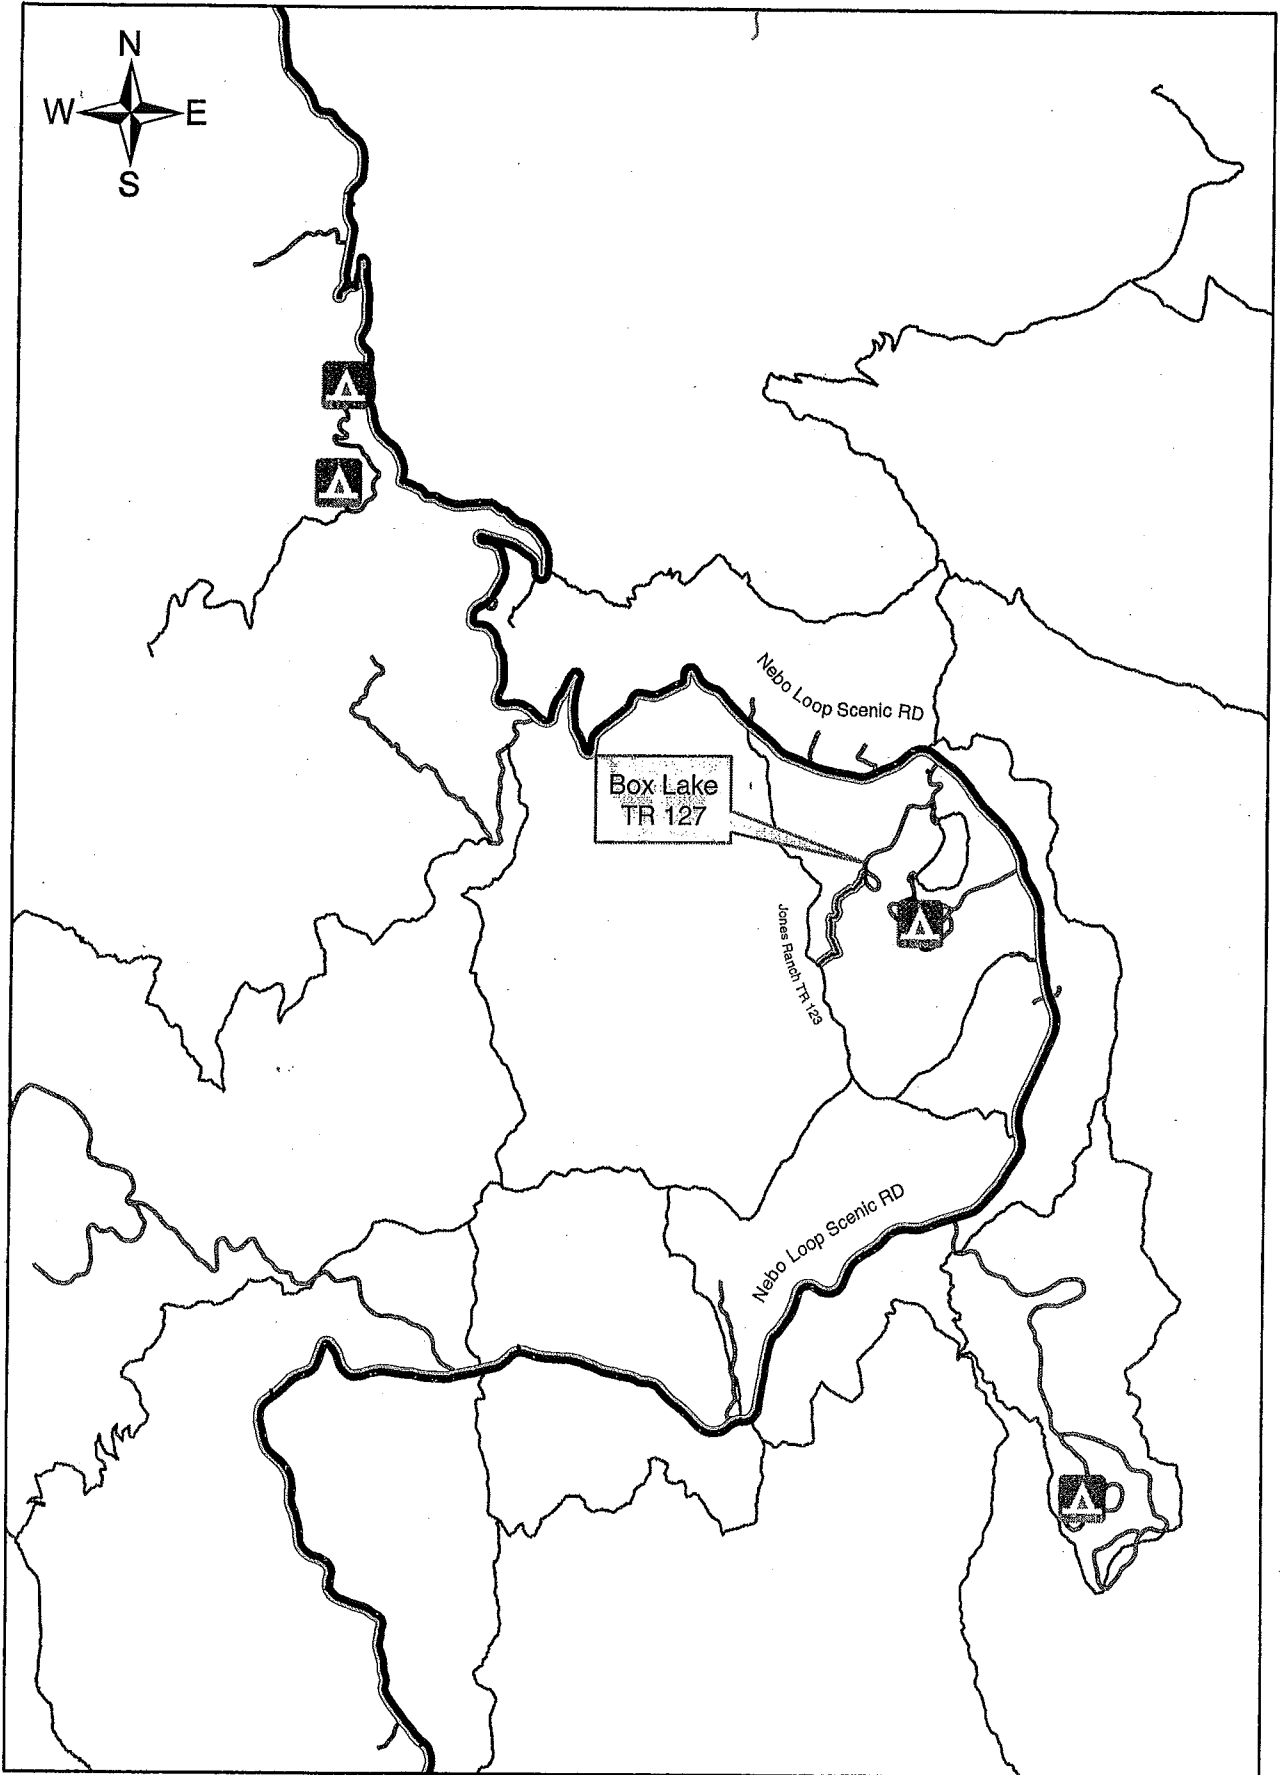 N
W E
S
Nebo Loop Scenic RD
Box Lake
TR 127
Jones Ranch TR 123
Nebo Loop Scenic RD